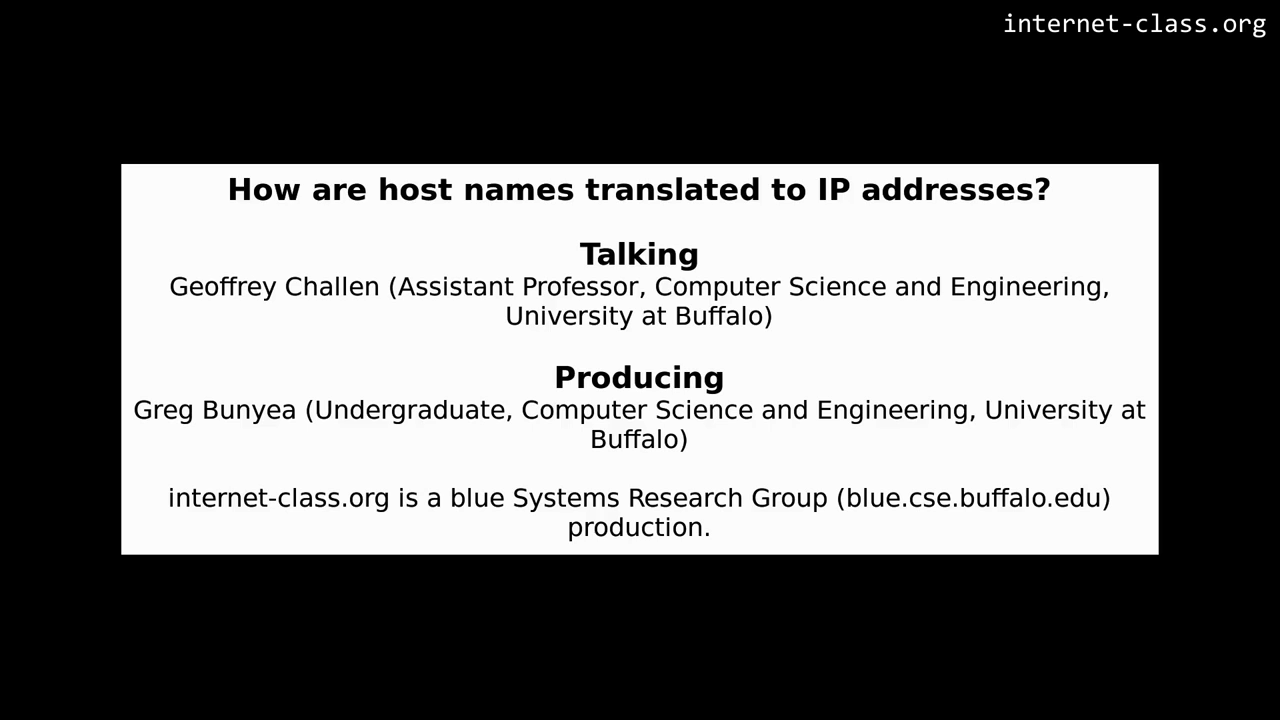 internet-class.org
How are host names translated to IP addresses?
Talking
Geoffrey Challen (Assistant Professor, Computer Science and Engineering,
University at Buffalo)
Producing
Greg Bunyea (Undergraduate, Computer Science and Engineering, University at
Buffalo)
internet-class.org is a blue Systems Research Group (blue.cse.buffalo.edu)
production.